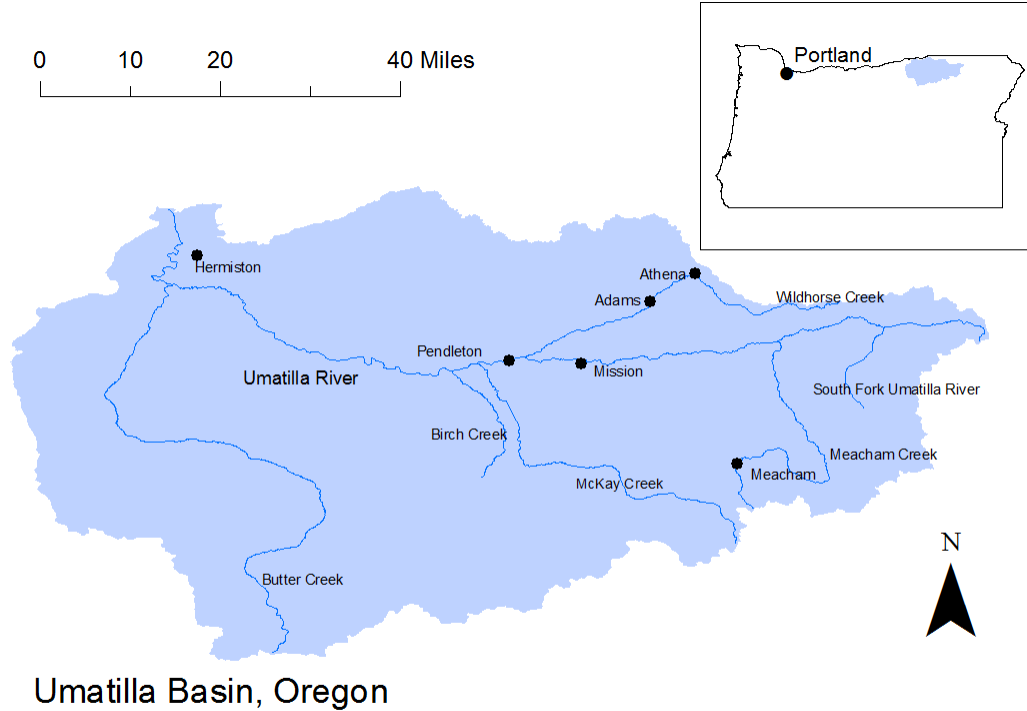 0 10 20 40 Miles
Portland
Hermiston
Athena
Adams
Wildhorse Creek
Pendleton
Mission
Umatilla River
South Fork Umatilla River
Birch Creek
Meacham Creek
Meacham
McKay Creek
Butter Creek
N
Umatilla Basin, Oregon